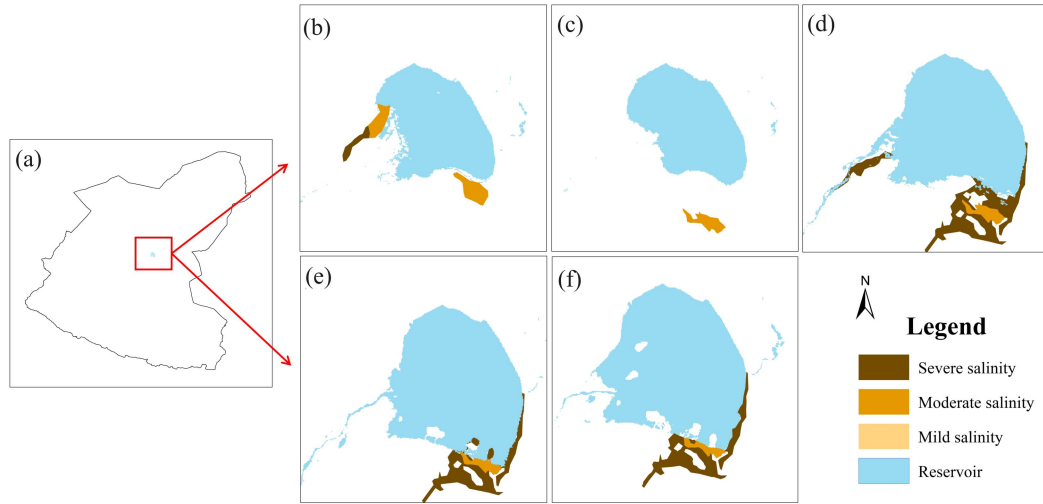 (a)
(b)
(c)
(d)
(e)
(f)
N
Legend
Severe salinity
Moderate salinity
Mild salinity
Reservoir